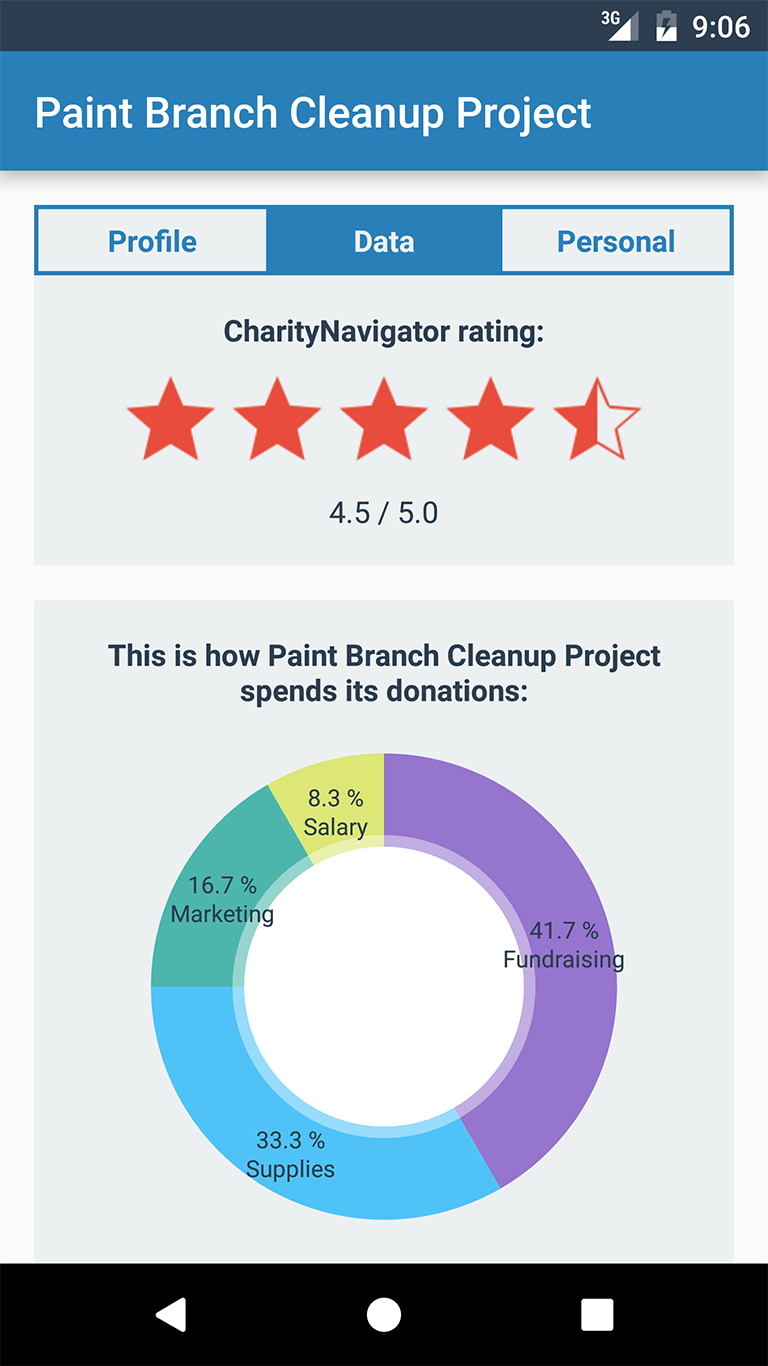 3G 9:06
Paint Branch Cleanup Project
Profile Data Personal
CharityNavigator rating:
4.5 / 5.0
This is how Paint Branch Cleanup Project
spends its donations:
8.3 %
Salary
16.7 %
Marketing
41.7 %
Fundraising
33.3 %
Supplies